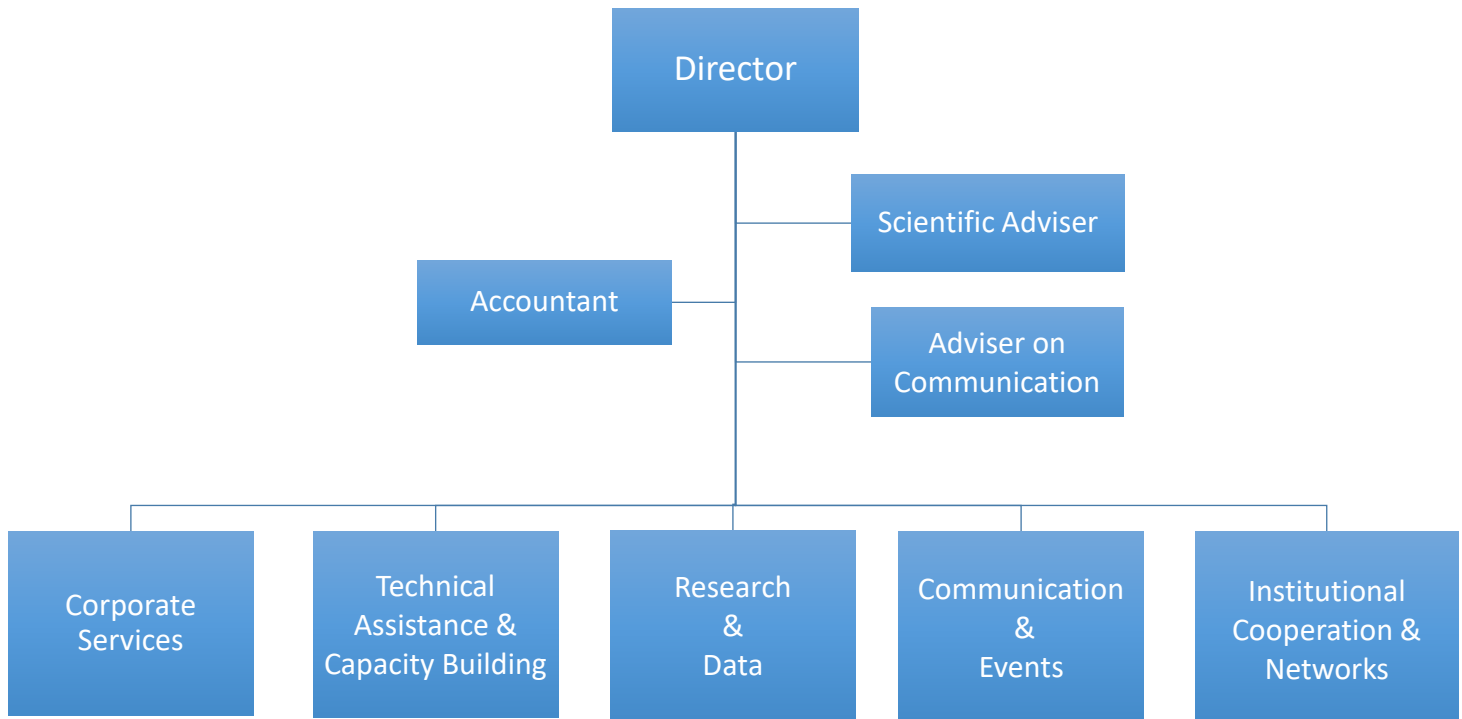 Director
Scientific Adviser
Accountant
Adviser on
Communication
Corporate
Services
Technical
Assistance &
Capacity Building
Research
&
Data
Communication
&
Events
Institutional
Cooperation &
Networks